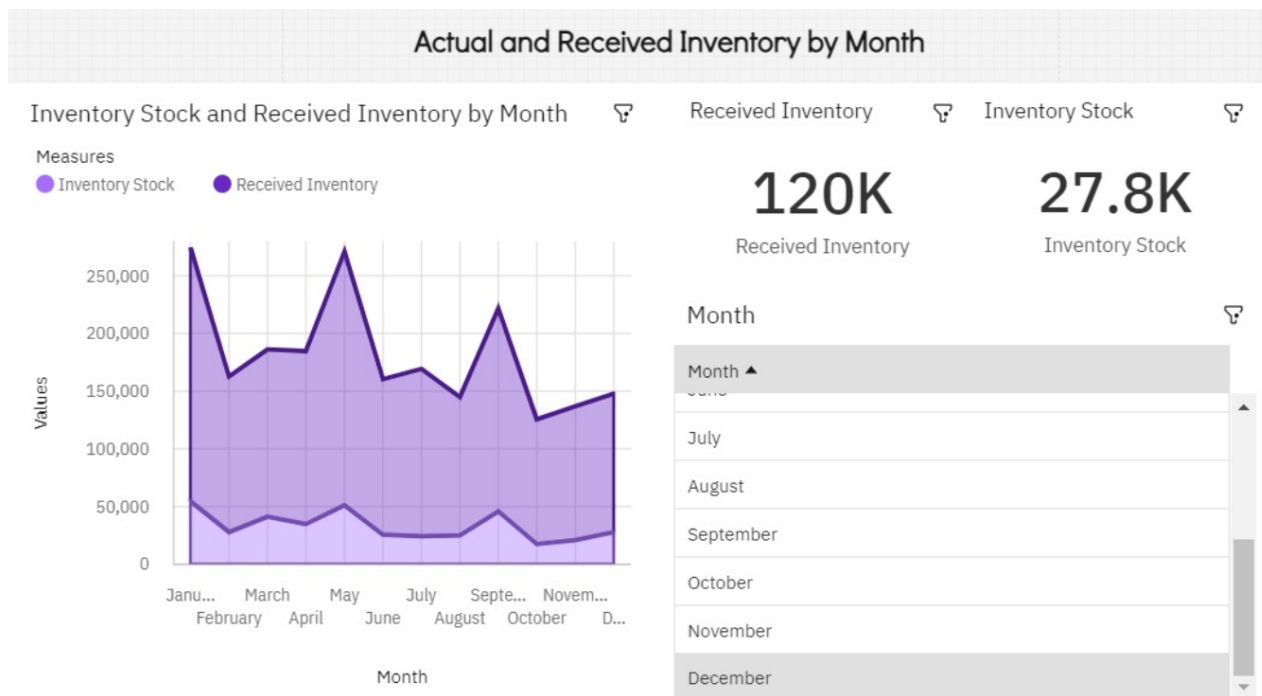 Actual and Received Inventory by Month
Inventory Stock and Received Inventory by Month
Measures
Inventory Stock Received Inventory
250,000
200,000
150,000
100,000
50,000
0
Values
Janu... March May July Septe... Novem...
February April June August October D...
Month
Received Inventory
120K
Received Inventory
Inventory Stock
27.8K
Inventory Stock
Month
Month
June
July
August
September
October
November
December